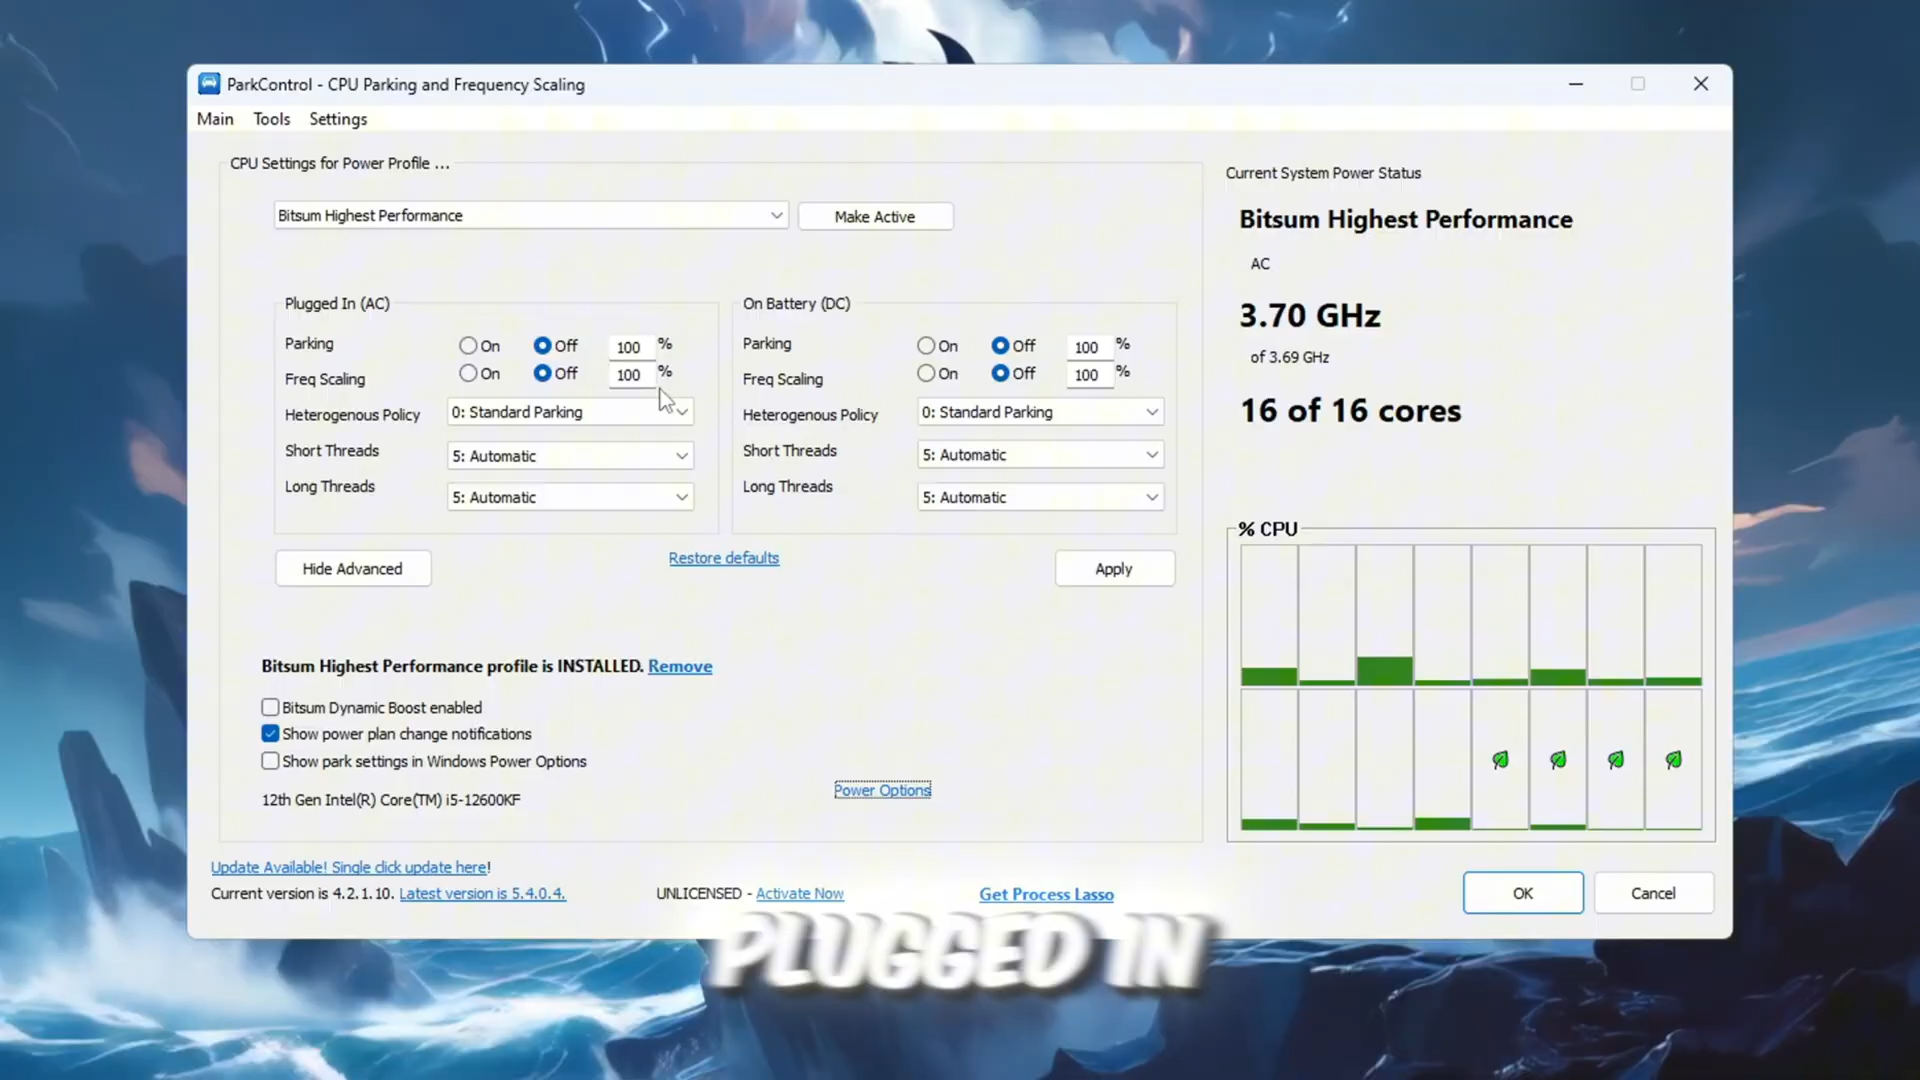 ParkControl - CPU Parking and Frequency Scaling
Main Tools Settings
CPU Settings for Power Profile ...
Bitsum Highest Performance
Make Active
Plugged In (AC)
Parking
On
Off
100
%
Freq Scaling
On
Off
100
%
Heterogenous Policy
0: Standard Parking
Short Threads
5: Automatic
Long Threads
5: Automatic
On Battery (DC)
Parking
On
Off
100
%
Freq Scaling
On
Off
100
%
Heterogenous Policy
0: Standard Parking
Short Threads
5: Automatic
Long Threads
5: Automatic
Hide Advanced
Restore defaults
Apply
Bitsum Highest Performance profile is INSTALLED. Remove
Bitsum Dynamic Boost enabled
Show power plan change notifications
Show park settings in Windows Power Options
12th Gen Intel(R) Core(TM) i5-12600KF
Power Options
Current System Power Status
Bitsum Highest Performance
AC
3.70 GHz
of 3.69 GHz
16 of 16 cores
% CPU
Update Available! Single click update here!
Current version is 4.2.1.10. Latest version is 5.4.0.4.
UNLICENSED - Activate Now
Get Process Lasso
OK
Cancel
PLUGGED IN